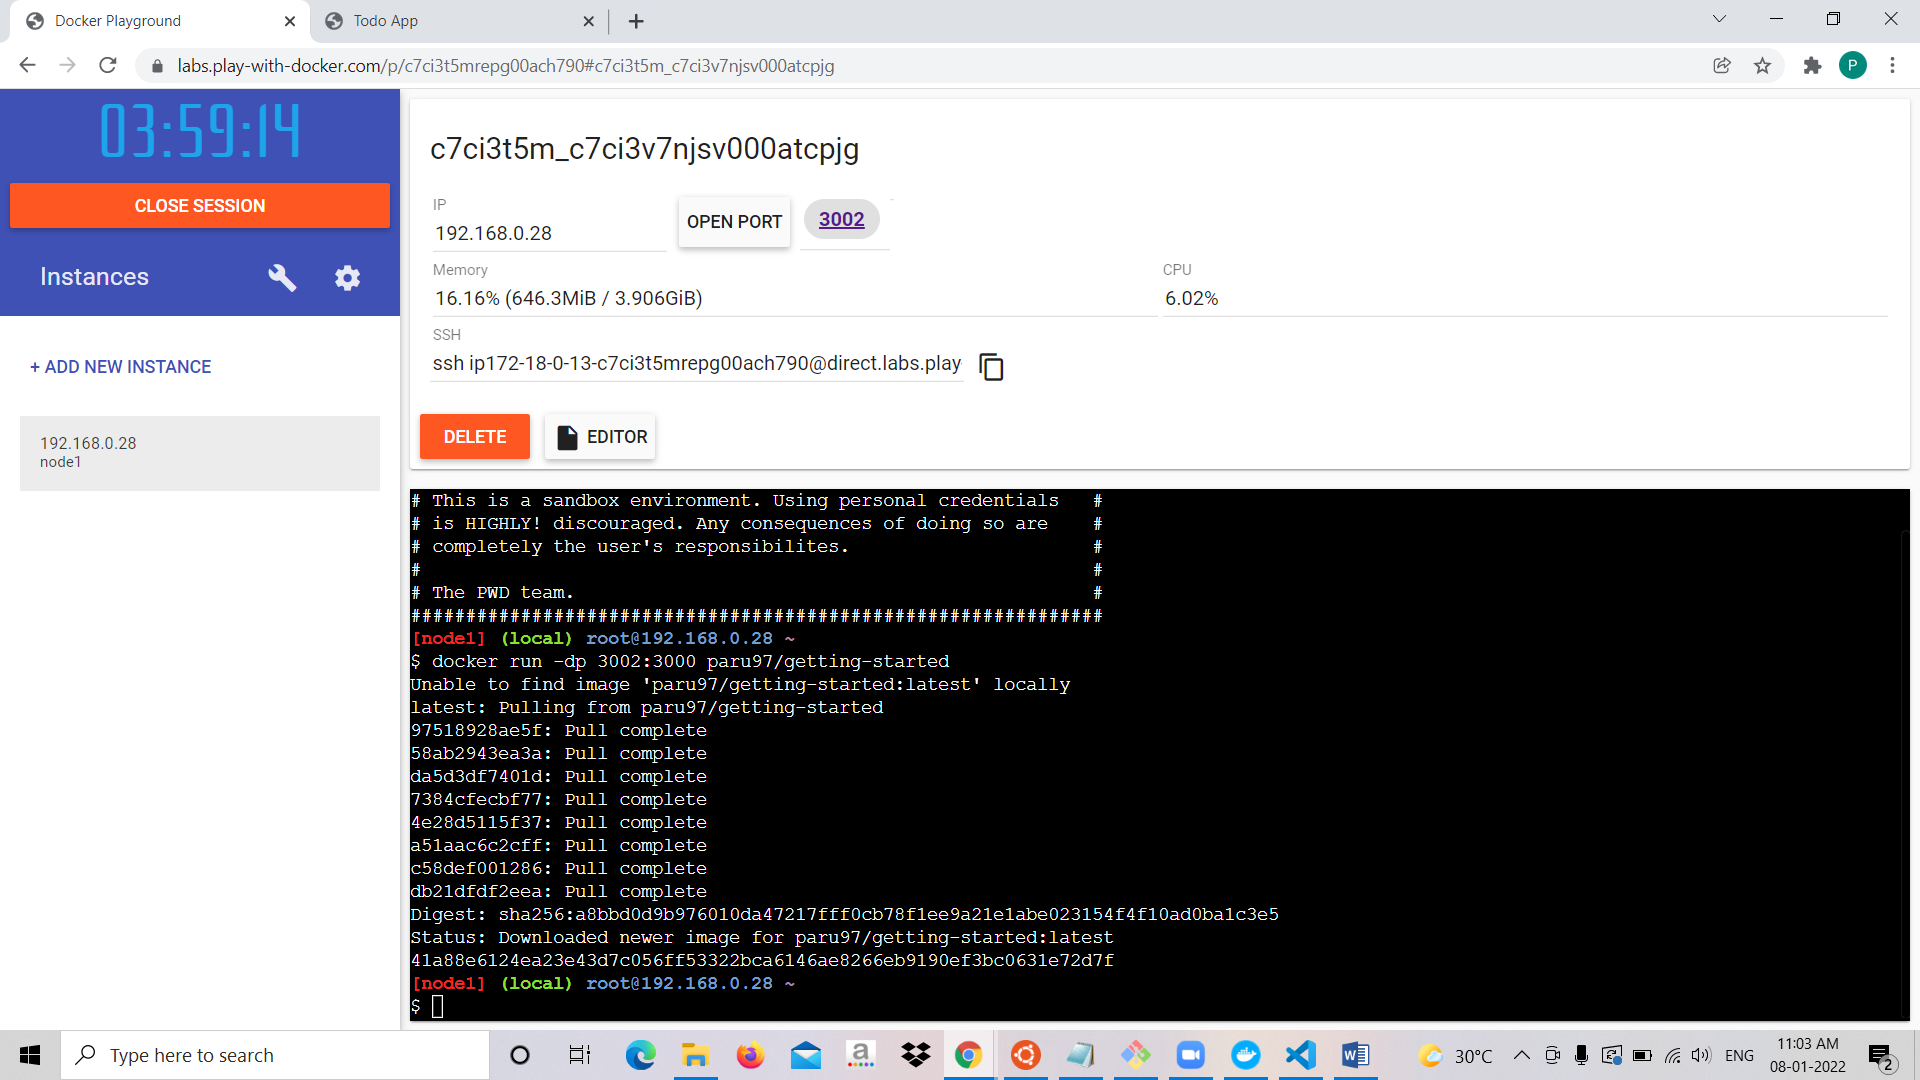 Docker Playground
Todo App
labs.play-with-docker.com/p/c7ci3t5mrepg00ach790#c7ci3t5m_c7ci3v7njsv000atcpjg
P
03:59:14
CLOSE SESSION
Instances
+ ADD NEW INSTANCE
192.168.0.28
node1
c7ci3t5m_c7ci3v7njsv000atcpjg
IP
192.168.0.28
OPEN PORT
3002
Memory
16.16% (646.3MiB / 3.906GiB)
CPU
6.02%
SSH
ssh ip172-18-0-13-c7ci3t5mrepg00ach790@direct.labs.play
DELETE
EDITOR
# This is a sandbox environment. Using personal credentials #
# is HIGHLY! discouraged. Any consequences of doing so are #
# completely the user's responsibilites. #
# #
# The PWD team. #
###############################################################
[node1] (local) root@192.168.0.28 ~
$ docker run -dp 3002:3000 paru97/getting-started
Unable to find image 'paru97/getting-started:latest' locally
latest: Pulling from paru97/getting-started
97518928ae5f: Pull complete
58ab2943ea3a: Pull complete
da5d3df7401d: Pull complete
7384cfecbf77: Pull complete
4e28d5115f37: Pull complete
a51aac6c2cff: Pull complete
c58def001286: Pull complete
db21dfdf2eea: Pull complete
Digest: sha256:a8bbd0d9b976010da47217fff0cb78f1ee9a21e1abe023154f4f10ad0ba1c3e5
Status: Downloaded newer image for paru97/getting-started:latest
41a88e6124ea23e43d7c056ff53322bca6146ae8266eb9190ef3bc0631e72d7f
[node1] (local) root@192.168.0.28 ~
$
Type here to search
30°C
ENG
11:03 AM
08-01-2022
2